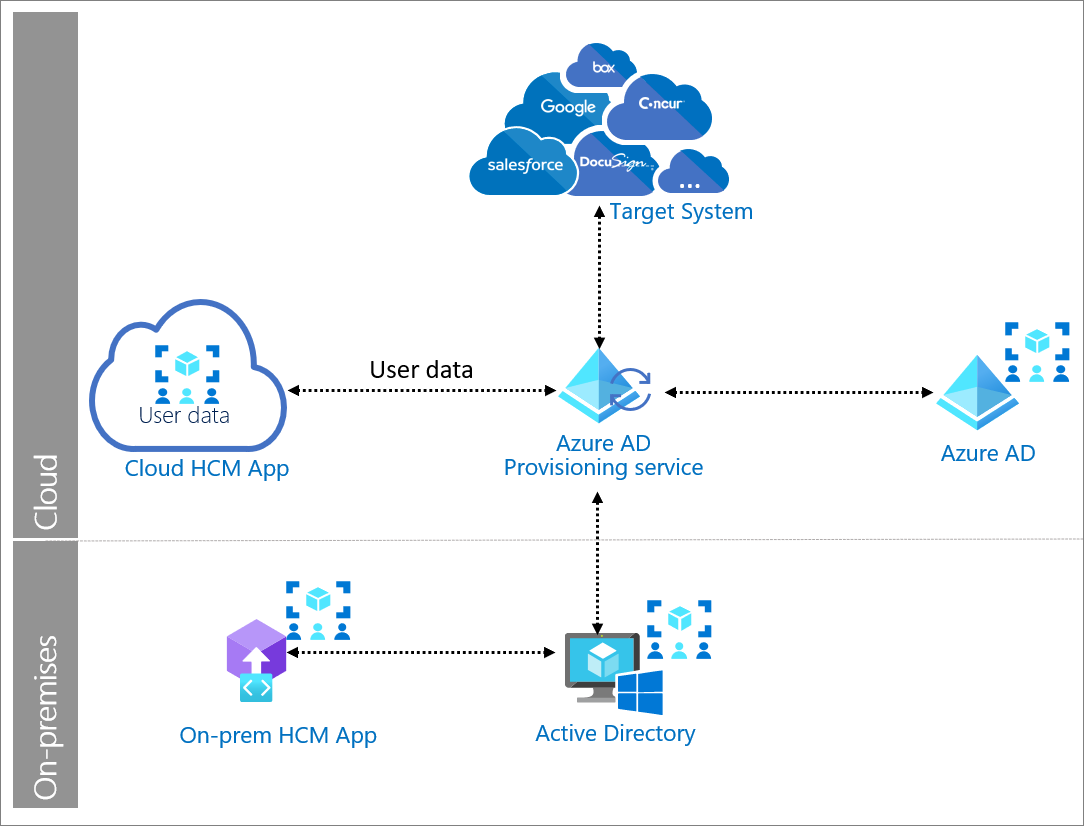 box
Google
C•ncur
salesforce
DocuSign
...
Target System
User data
User data
Cloud HCM App
Azure AD
Provisioning service
Azure AD
Cloud
On-prem HCM App
Active Directory
On-premises